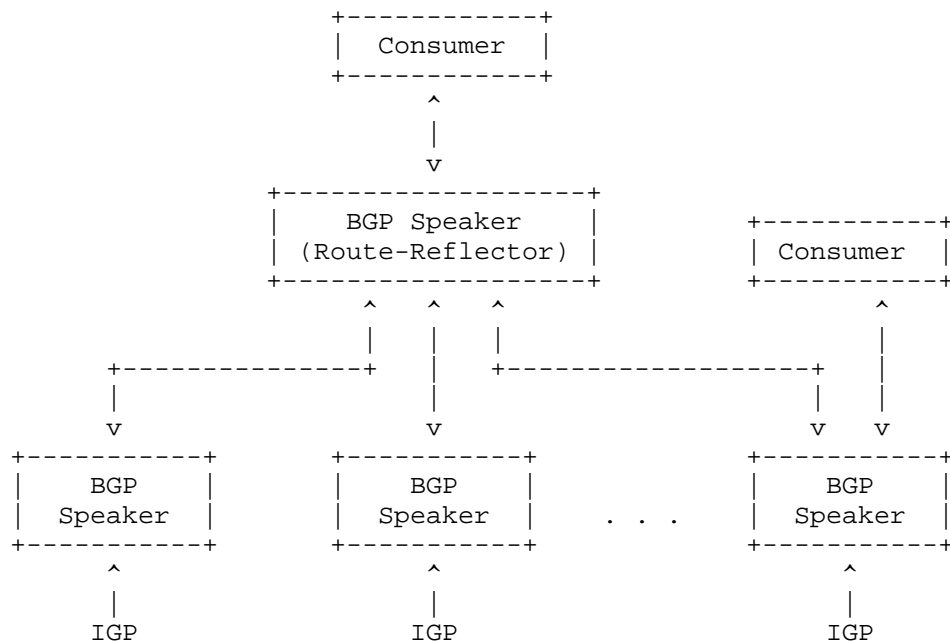 Consumer
BGP Speaker
(Route-Reflector)
Consumer
BGP
Speaker
BGP
Speaker
. . .
BGP
Speaker
IGP
IGP
IGP